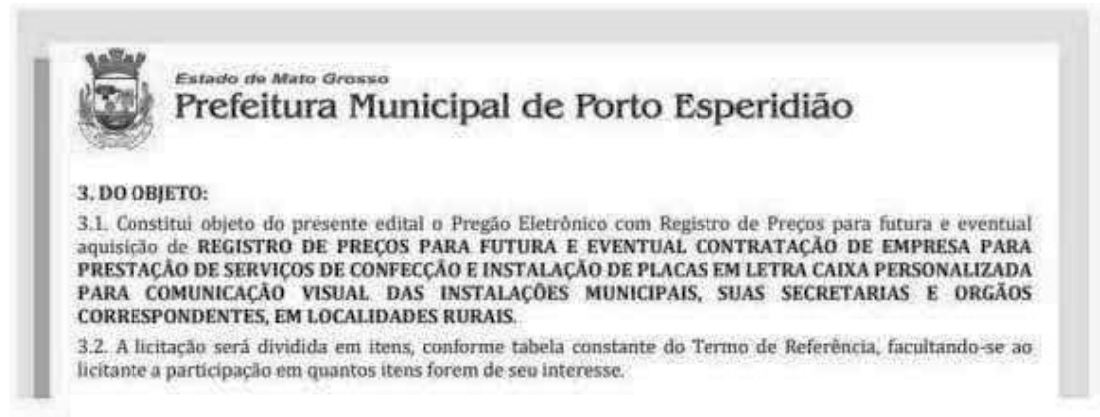 Estado de Mato Grosso
Prefeitura Municipal de Porto Esperidião
3. DO OBJETO:
3.1. Constitui objeto do presente edital o Pregão Eletrônico com Registro de Preços para futura e eventual
aquisição de REGISTRO DE PREÇOS PARA FUTURA E EVENTUAL CONTRATAÇÃO DE EMPRESA PARA
PRESTAÇÃO DE SERVIÇOS DE CONFECÇÃO E INSTALAÇÃO DE PLACAS EM LETRA CAIXA PERSONALIZADA
PARA COMUNICAÇÃO VISUAL DAS INSTALAÇÕES MUNICIPAIS, SUAS SECRETARIAS E ORGÃOS
CORRESPONDENTES, EM LOCALIDADES RURAIS.
3.2. A licitação será dividida em itens, conforme tabela constante do Termo de Referência, facultando-se ao
licitante a participação em quantos itens forem de seu interesse.